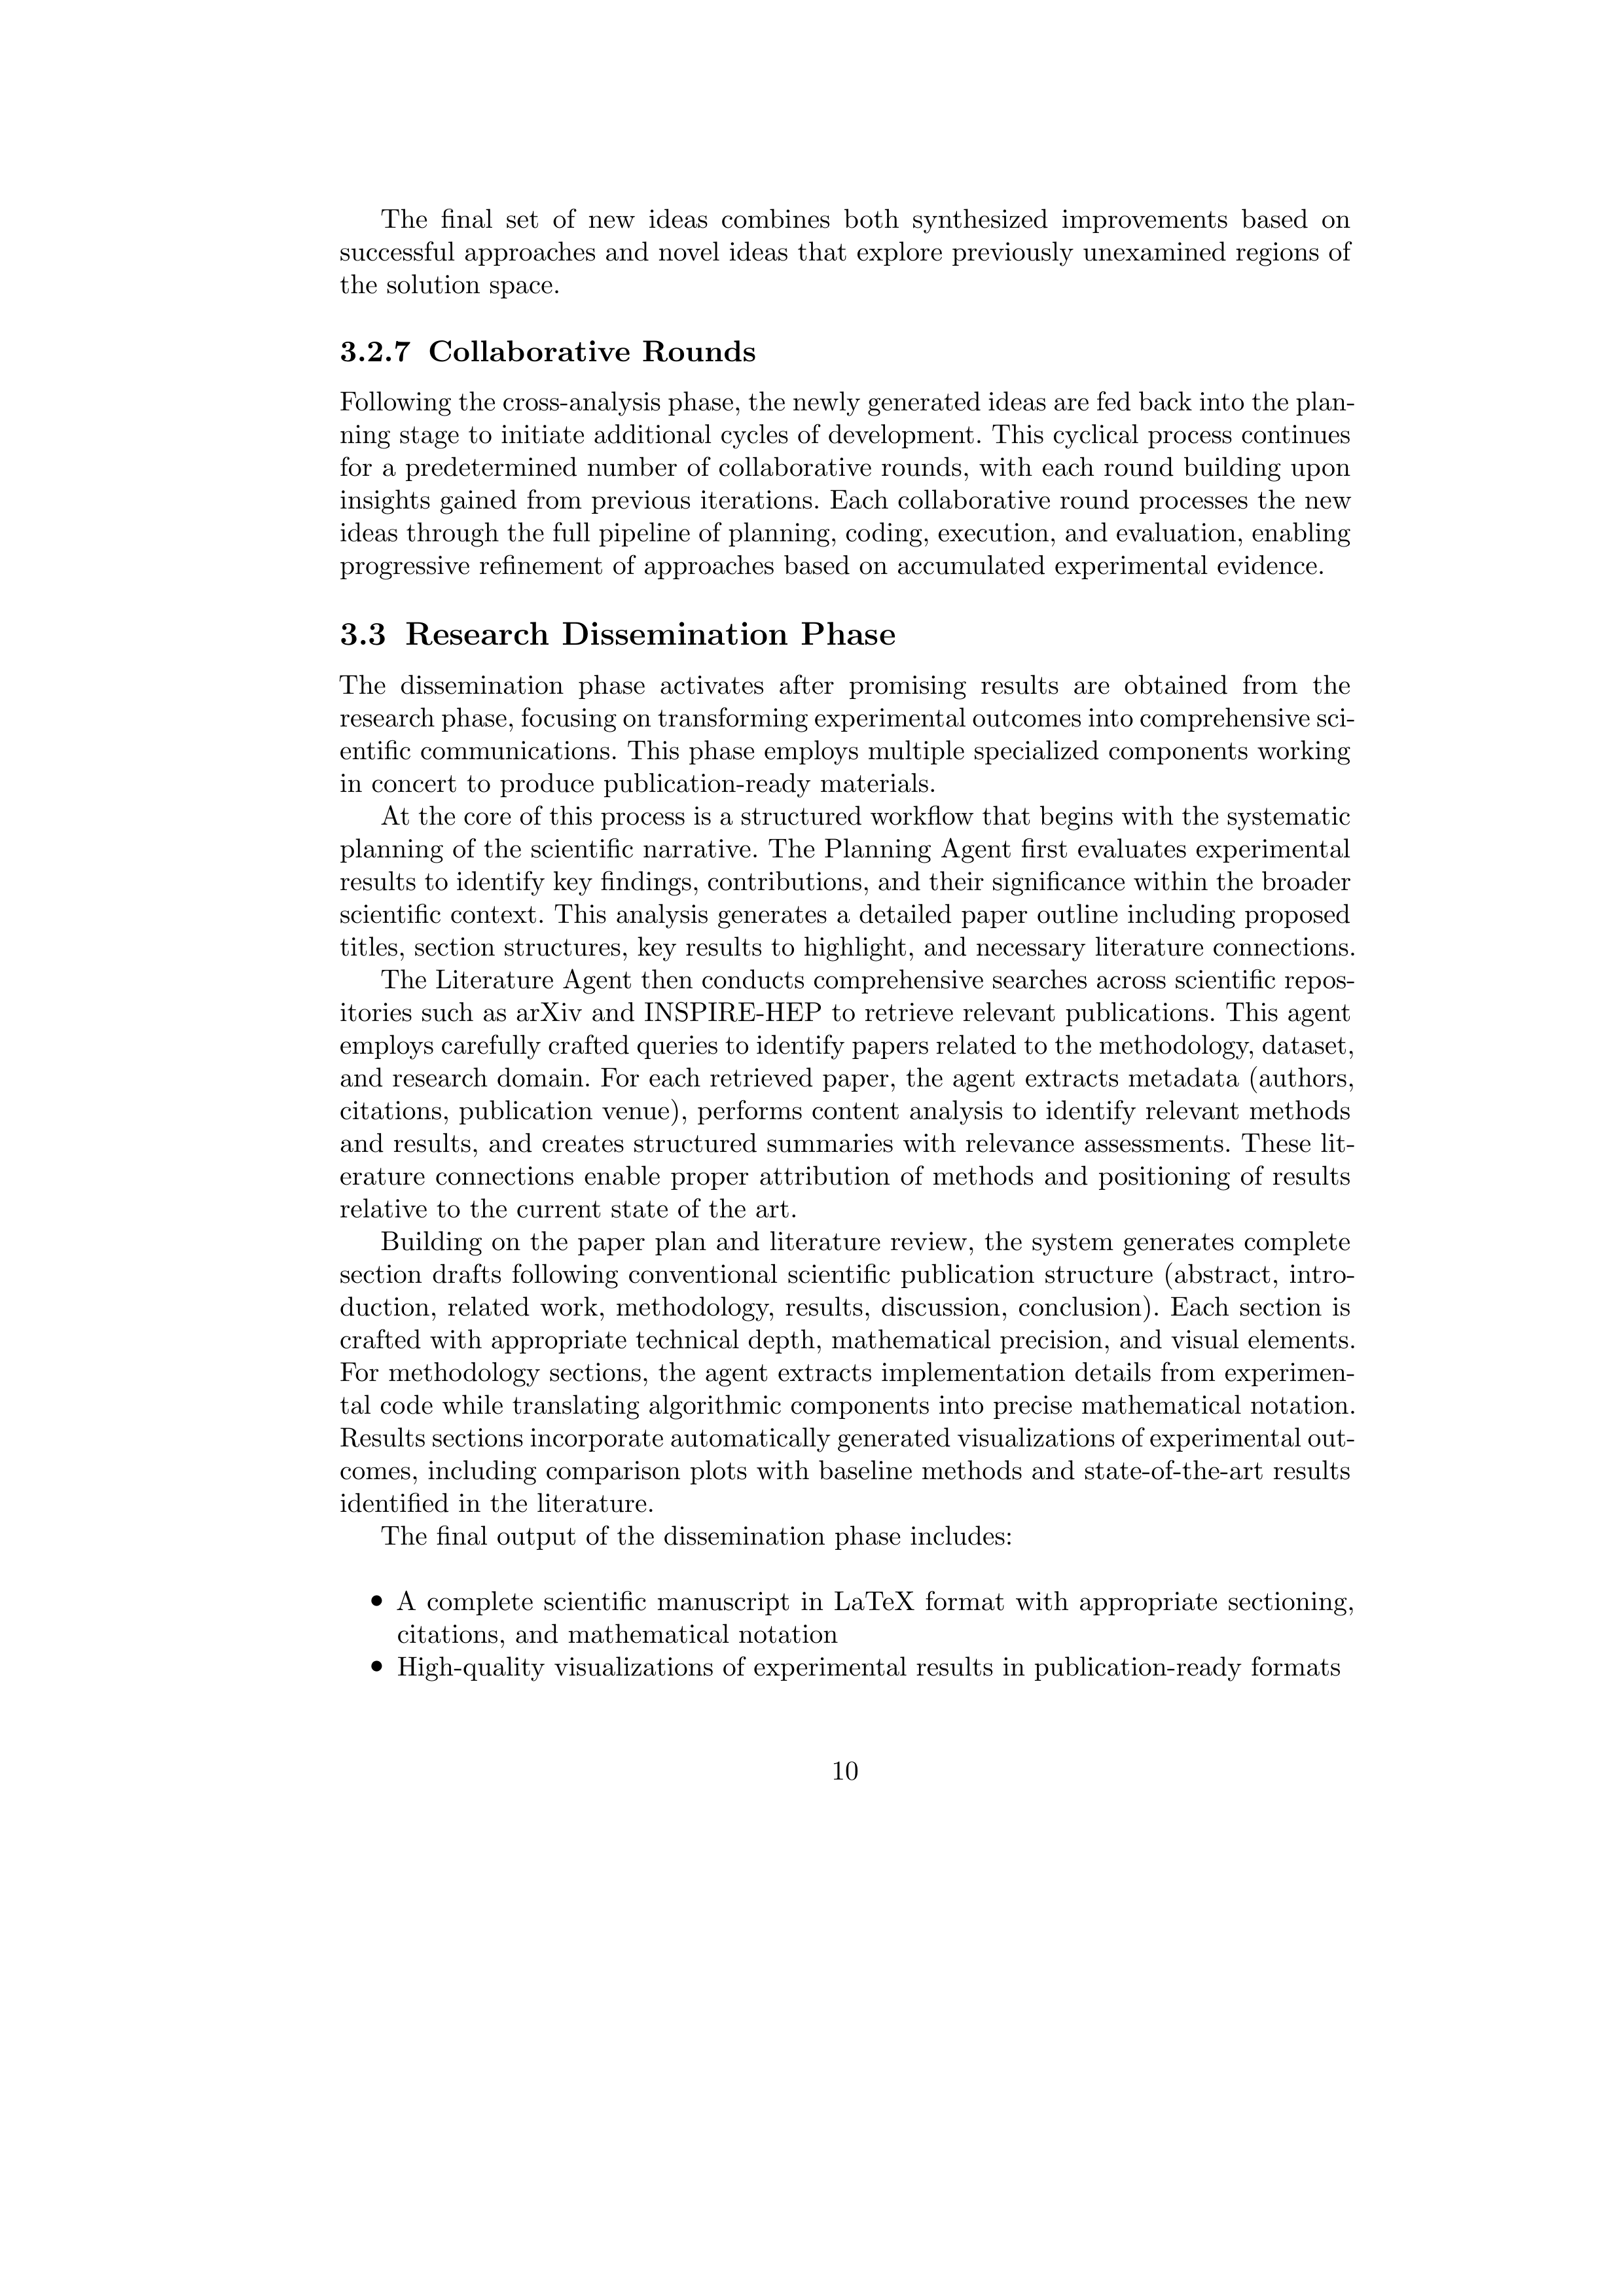 The final set of new ideas combines both synthesized improvements based on
successful approaches and novel ideas that explore previously unexamined regions of
the solution space.
3.2.7 Collaborative Rounds
Following the cross-analysis phase, the newly generated ideas are fed back into the plan-
ning stage to initiate additional cycles of development. This cyclical process continues
for a predetermined number of collaborative rounds, with each round building upon
insights gained from previous iterations. Each collaborative round processes the new
ideas through the full pipeline of planning, coding, execution, and evaluation, enabling
progressive refinement of approaches based on accumulated experimental evidence.
3.3 Research Dissemination Phase
The dissemination phase activates after promising results are obtained from the
research phase, focusing on transforming experimental outcomes into comprehensive sci-
entific communications. This phase employs multiple specialized components working
in concert to produce publication-ready materials.
At the core of this process is a structured workflow that begins with the systematic
planning of the scientific narrative. The Planning Agent first evaluates experimental
results to identify key findings, contributions, and their significance within the broader
scientific context. This analysis generates a detailed paper outline including proposed
titles, section structures, key results to highlight, and necessary literature connections.
The Literature Agent then conducts comprehensive searches across scientific repos-
itories such as arXiv and INSPIRE-HEP to retrieve relevant publications. This agent
employs carefully crafted queries to identify papers related to the methodology, dataset,
and research domain. For each retrieved paper, the agent extracts metadata (authors,
citations, publication venue), performs content analysis to identify relevant methods
and results, and creates structured summaries with relevance assessments. These lit-
erature connections enable proper attribution of methods and positioning of results
relative to the current state of the art.
Building on the paper plan and literature review, the system generates complete
section drafts following conventional scientific publication structure (abstract, intro-
duction, related work, methodology, results, discussion, conclusion). Each section is
crafted with appropriate technical depth, mathematical precision, and visual elements.
For methodology sections, the agent extracts implementation details from experimen-
tal code while translating algorithmic components into precise mathematical notation.
Results sections incorporate automatically generated visualizations of experimental out-
comes, including comparison plots with baseline methods and state-of-the-art results
identified in the literature.
The final output of the dissemination phase includes:
• A complete scientific manuscript in LaTeX format with appropriate sectioning,
citations, and mathematical notation
• High-quality visualizations of experimental results in publication-ready formats
10